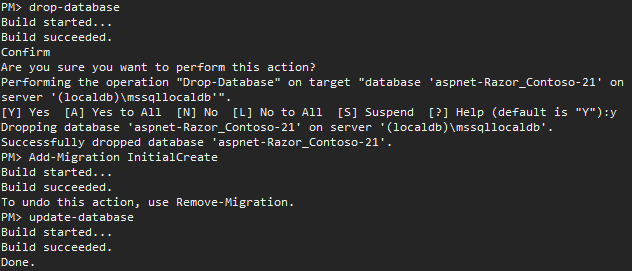 PM> drop-database
Build started...
Build succeeded.
Confirm
Are you sure you want to perform this action?
Performing the operation "Drop-Database" on target "database 'aspnet-Razor_Contoso-21' on
server '(localdb)\mssqllocaldb'".
[Y] Yes  [A] Yes to All  [N] No  [L] No to All  [S] Suspend  [?] Help (default is "Y"):y
Dropping database 'aspnet-Razor_Contoso-21' on server '(localdb)\mssqllocaldb'.
Successfully dropped database 'aspnet-Razor_Contoso-21'.
PM> Add-Migration InitialCreate
Build started...
Build succeeded.
To undo this action, use Remove-Migration.
PM> update-database
Build started...
Build succeeded.
Done.